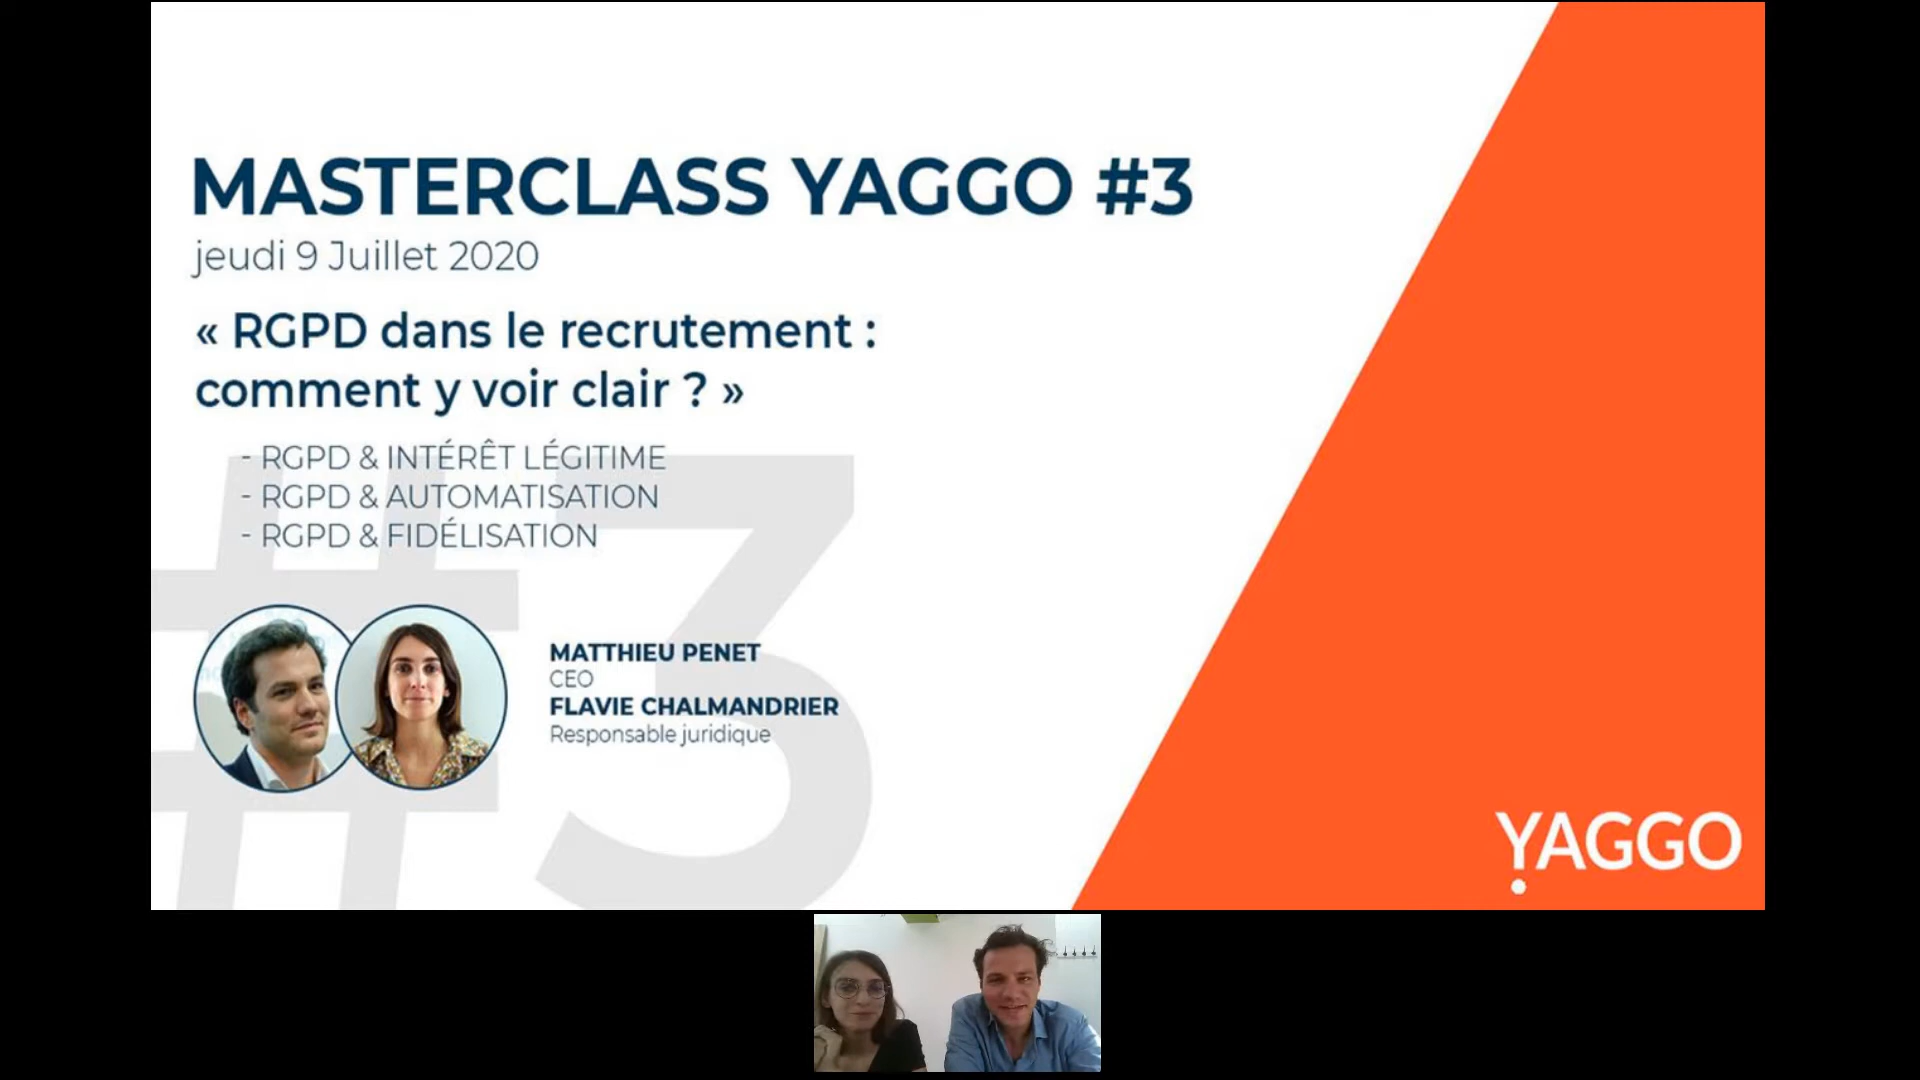 MASTERCLASS YAGGO #3
jeudi 9 Juillet 2020
« RGPD dans le recrutement :
comment y voir clair ? »
- RGPD & INTÉRÊT LÉGITIME
- RGPD & AUTOMATISATION
- RGPD & FIDÉLISATION
#3
MATTHIEU PENET
CEO
FLAVIE CHALMANDRIER
Responsable juridique
YAGGO